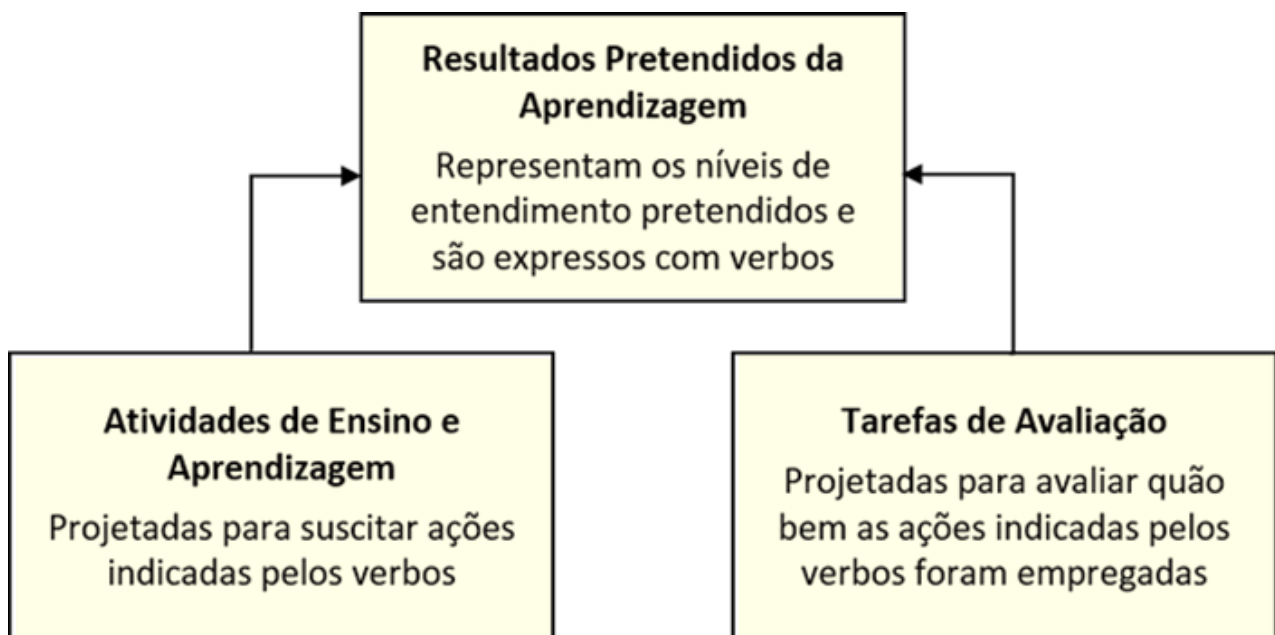 Resultados Pretendidos da
Aprendizagem
Representam os níveis de
entendimento pretendidos e
são expressos com verbos
Atividades de Ensino e
Aprendizagem
Projetadas para suscitar ações
indicadas pelos verbos
Tarefas de Avaliação
Projetadas para avaliar quão
bem as ações indicadas pelos
verbos foram empregadas